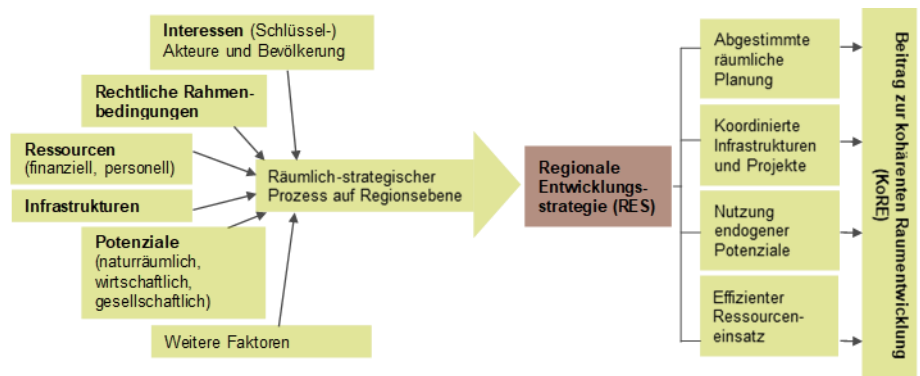 Interessen (Schlüssel-)
Akteure und Bevölkerung
Rechtliche Rahmen-
bedingungen
Ressourcen
(finanziell, personell)
Infrastrukturen
Potenziale
(naturräumlich,
wirtschaftlich,
gesellschaftlich)
Weitere Faktoren
Räumlich-strategischer
Prozess auf Regionsebene
Regionale
Entwicklungs-
strategie (RES)
Abgestimmte
räumliche
Planung
Koordinierte
Infrastrukturen
und Projekte
Nutzung
endogener
Potenziale
Effizienter
Ressourcen-
einsatz
Beitrag zur kohärenten Raumentwicklung
(KoRE)